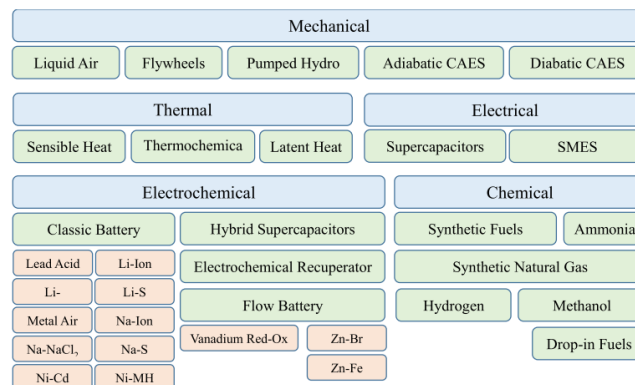 Mechanical
Liquid Air Flywheels Pumped Hydro Adiabatic CAES Diabatic CAES
Thermal Electrical
Sensible Heat Thermochemica Latent Heat Supercapacitors SMES
Electrochemical Chemical
Classic Battery Hybrid Supercapacitors Synthetic Fuels Ammonia
Lead Acid Li-Ion Electrochemical Recuperator Synthetic Natural Gas
Li- Li-S Flow Battery Hydrogen Methanol
Metal Air Na-Ion Vanadium Red-Ox Zn-Br
Na-NaCl, Na-S Drop-in Fuels
Ni-Cd Ni-MH Zn-Fe